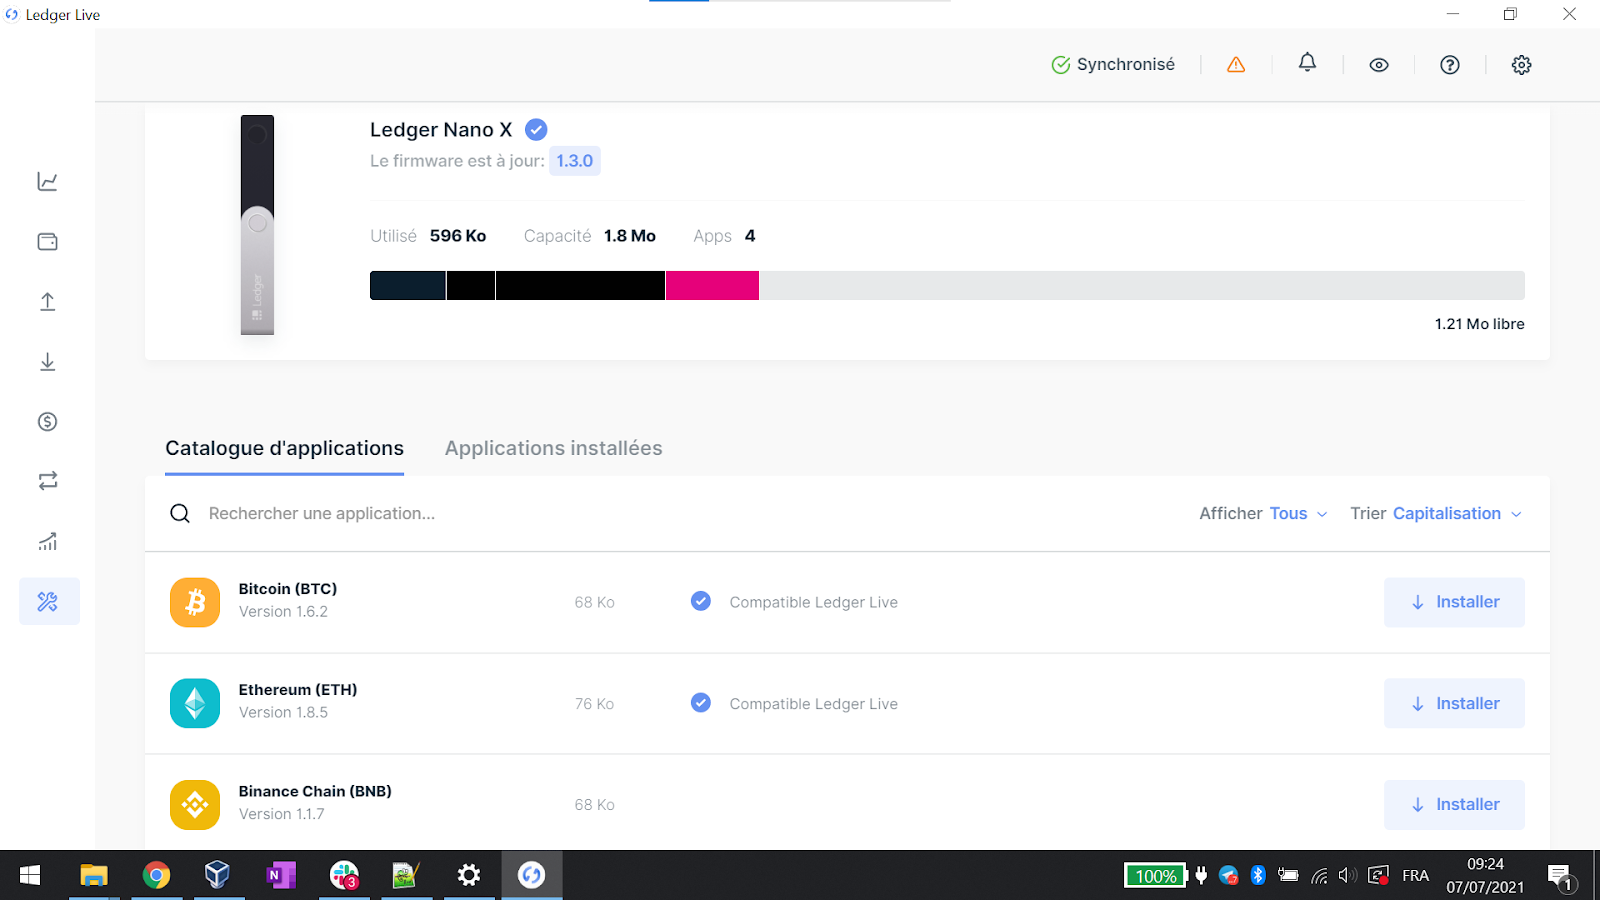 Ledger Live
Synchronisé
Ledger Nano X
Le firmware est à jour: 1.3.0
Utilisé 596 Ko Capacité 1.8 Mo Apps 4
Ledger
1.21 Mo libre
Catalogue d'applications Applications installées
Rechercher une application... Afficher Tous Trier Capitalisation
Bitcoin (BTC)
Version 1.6.2
68 Ko Compatible Ledger Live Installer
Ethereum (ETH)
Version 1.8.5
76 Ko Compatible Ledger Live Installer
Binance Chain (BNB)
Version 1.1.7
68 Ko Installer
N 3 100% FRA 09:24
07/07/2021 1